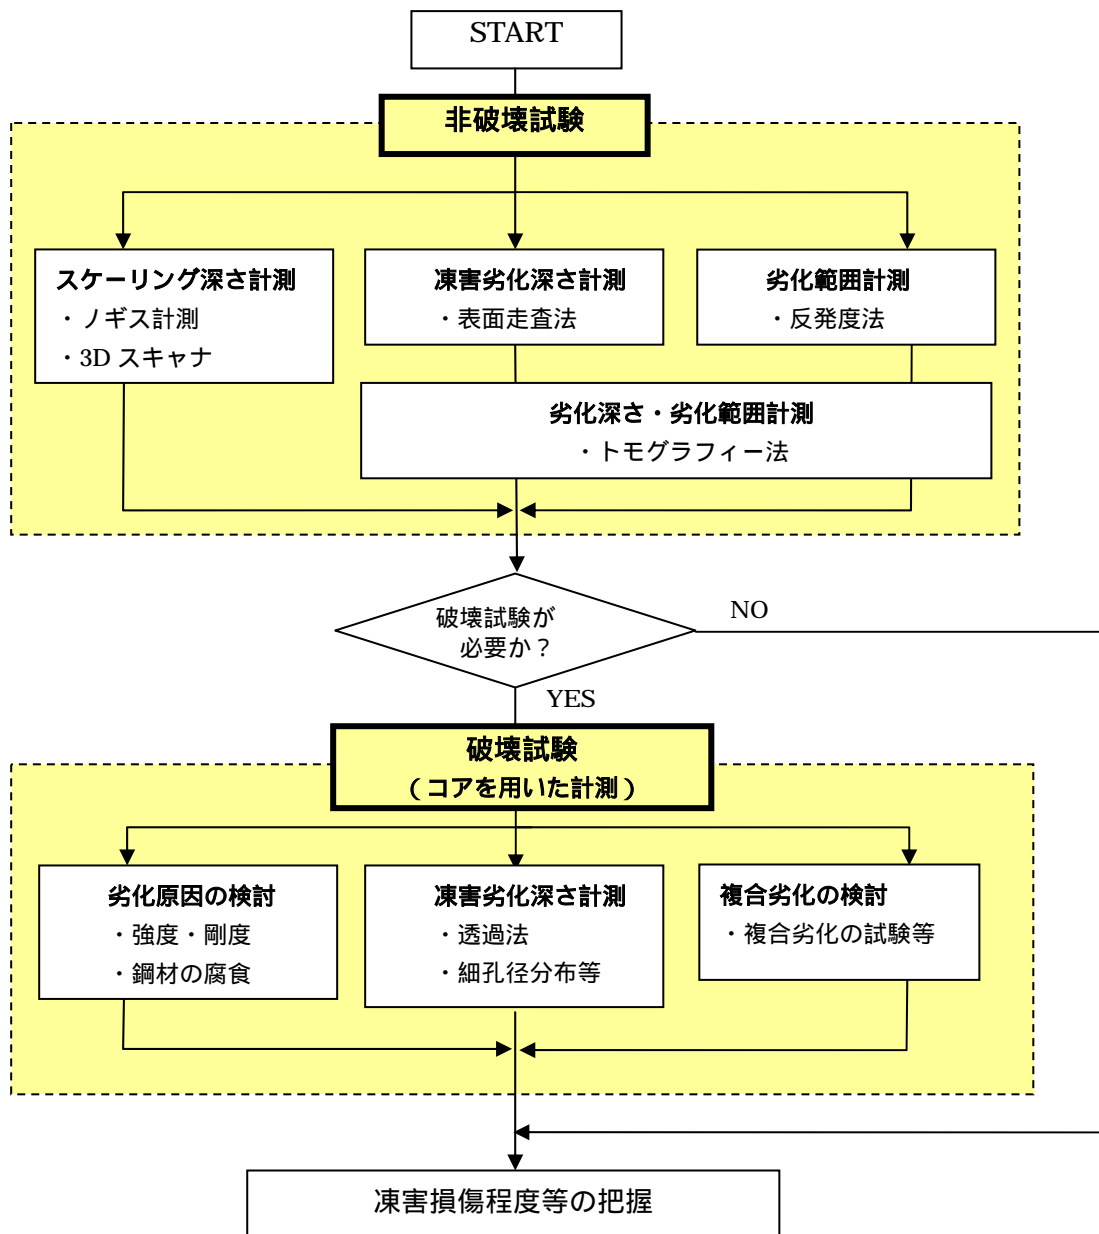 START
非破壊試験
スケーリング深さ計測
・ノギス計測
・3D スキャナ
凍害劣化深さ計測
・表面走査法
劣化範囲計測
・反発度法
劣化深さ・劣化範囲計測
・トモグラフィー法
破壊試験が
必要か？
NO
YES
破壊試験
（コアを用いた計測）
劣化原因の検討
・強度・剛度
・鋼材の腐食
凍害劣化深さ計測
・透過法
・細孔径分布等
複合劣化の検討
・複合劣化の試験等
凍害損傷程度等の把握